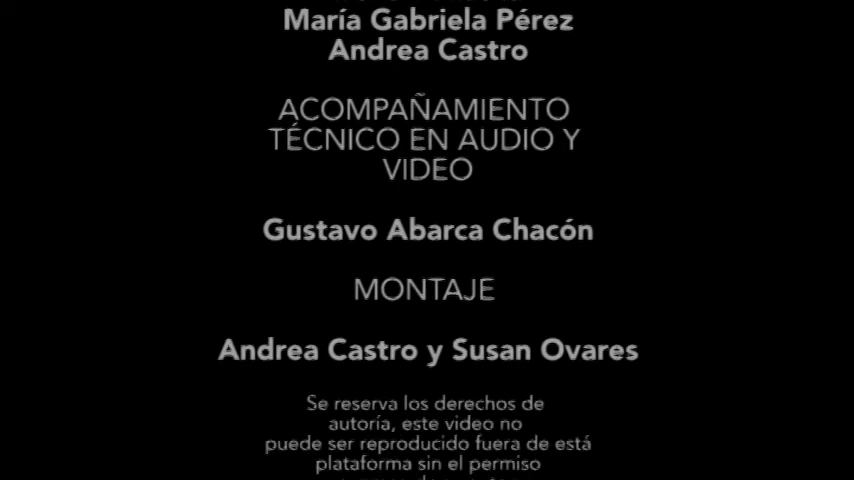 María Gabriela Pérez
Andrea Castro
ACOMPAÑAMIENTO
TÉCNICO EN AUDIO Y
VIDEO
Gustavo Abarca Chacón
MONTAJE
Andrea Castro y Susan Ovares
Se reserva los derechos de
autoría, este video no
puede ser reproducido fuera de está
plataforma sin el permiso